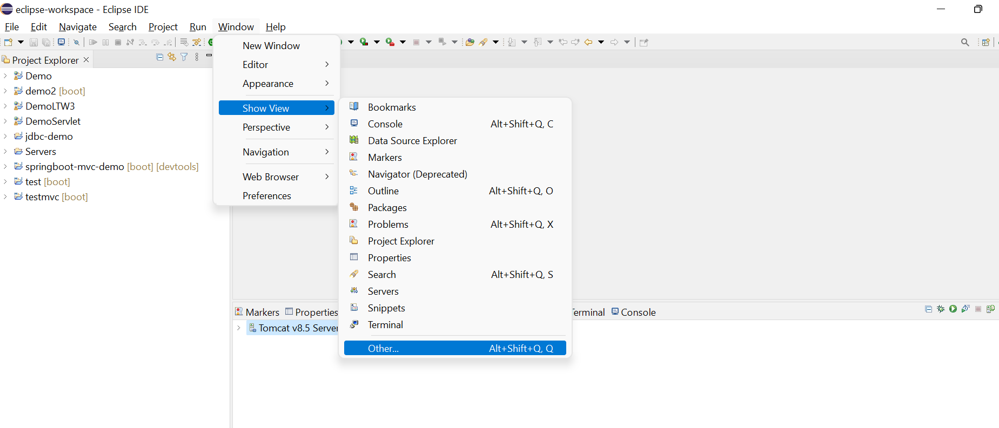 eclipse-workspace - Eclipse IDE
File Edit Navigate Search Project Run Window Help
Project Explorer
Demo
demo2 [boot]
DemoLTW3
DemoServlet
jdbc-demo
Servers
springboot-mvc-demo [boot] [devtools]
test [boot]
testmvc [boot]
New Window
Editor
Appearance
Show View
Perspective
Navigation
Web Browser
Preferences
Bookmarks
Console Alt+Shift+Q, C
Data Source Explorer
Markers
Navigator (Deprecated)
Outline Alt+Shift+Q, O
Packages
Problems Alt+Shift+Q, X
Project Explorer
Properties
Search Alt+Shift+Q, S
Servers
Snippets
Terminal
Other... Alt+Shift+Q, Q
Markers Properties Terminal Console
Tomcat v8.5 Server